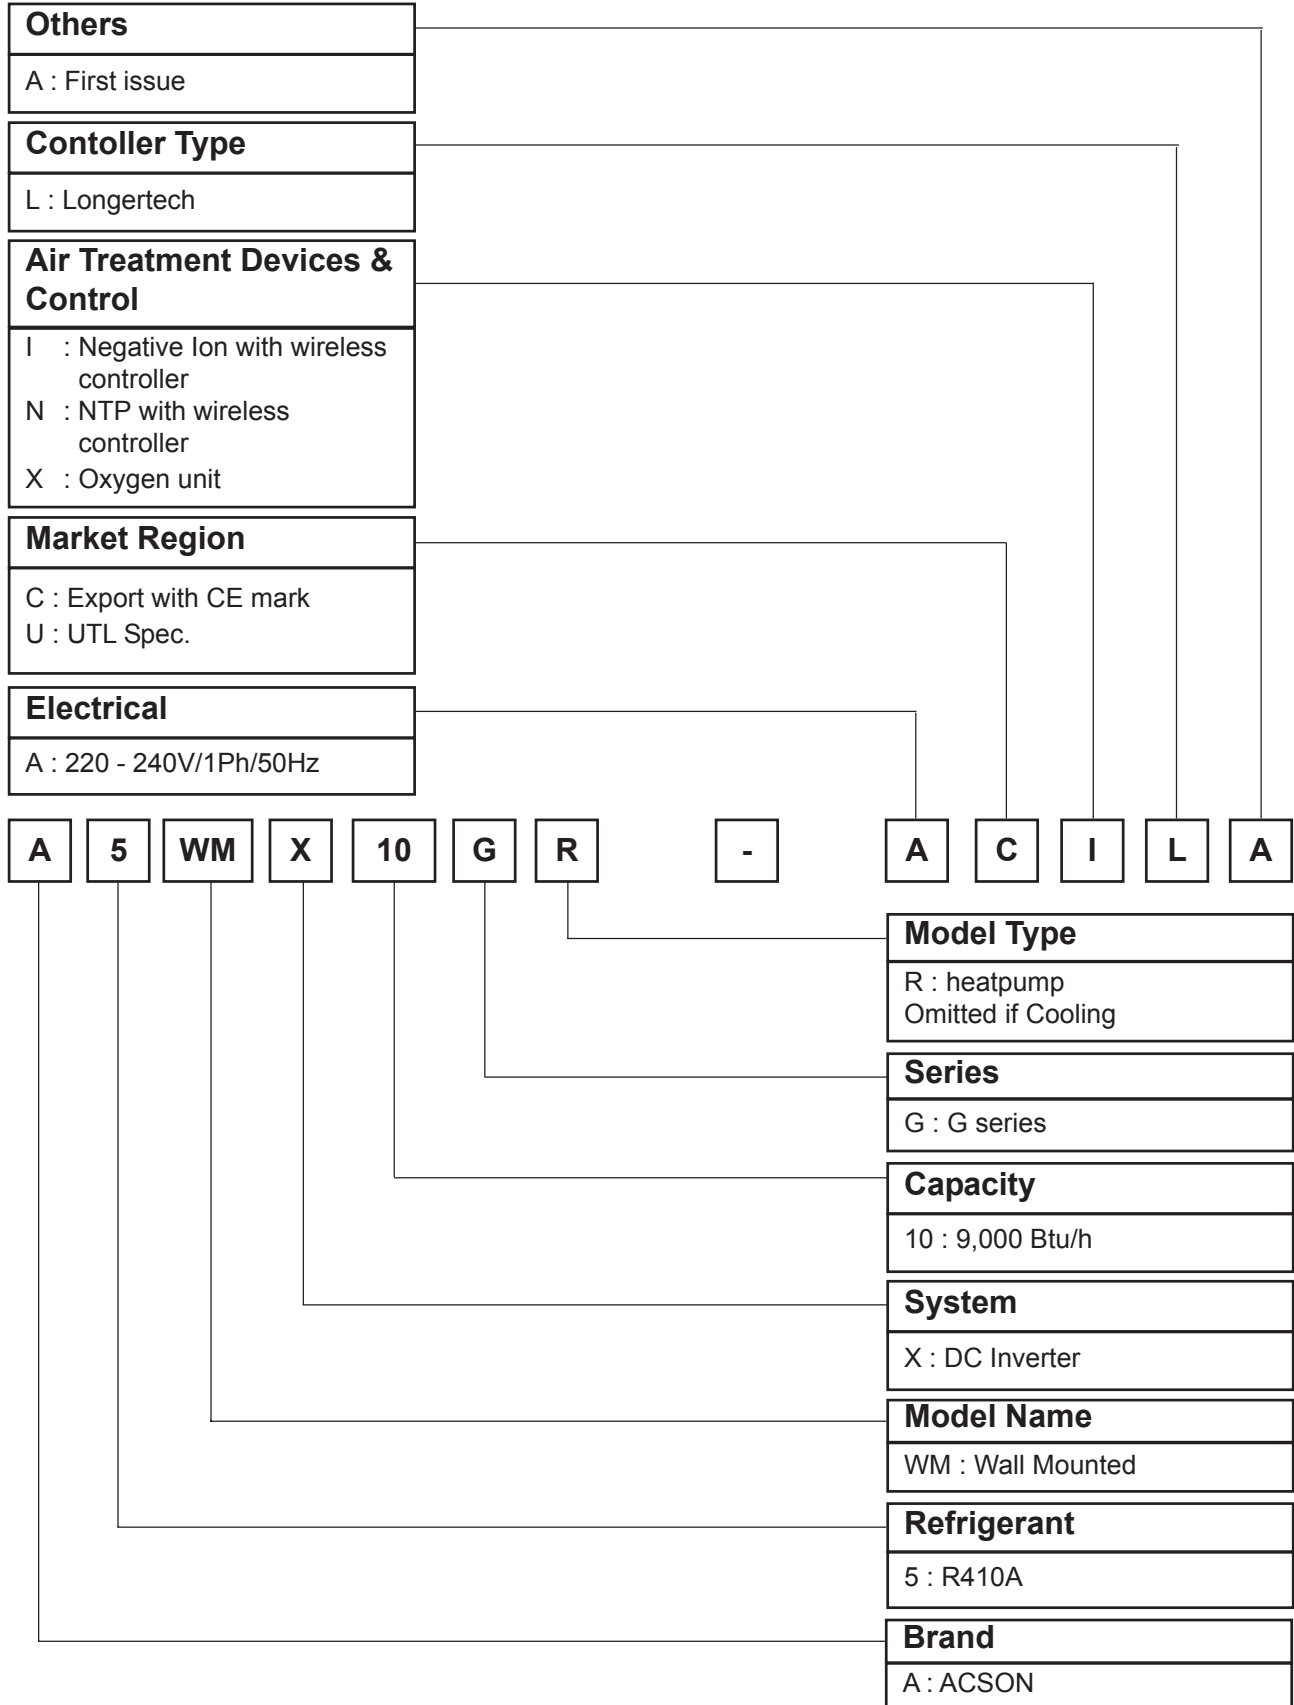 Others
A : First issue
Contoller Type
L : Longertech
Air Treatment Devices &
Control
I : Negative Ion with wireless
controller
N : NTP with wireless
controller
X : Oxygen unit
Market Region
C : Export with CE mark
U : UTL Spec.
Electrical
A : 220 - 240V/1Ph/50Hz
A 5 WM X 10 G R - A C I L A
Model Type
R : heatpump
Omitted if Cooling
Series
G : G series
Capacity
10 : 9,000 Btu/h
System
X : DC Inverter
Model Name
WM : Wall Mounted
Refrigerant
5 : R410A
Brand
A : ACSON